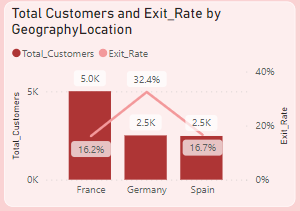 Total Customers and Exit_Rate by
GeographyLocation
Total_Customers Exit_Rate
5.0K 32.4% 40%
5K
2.5K 2.5K
20%
16.2% 16.7%
0K 0%
France Germany Spain
Total_Customers
Exit_Rate